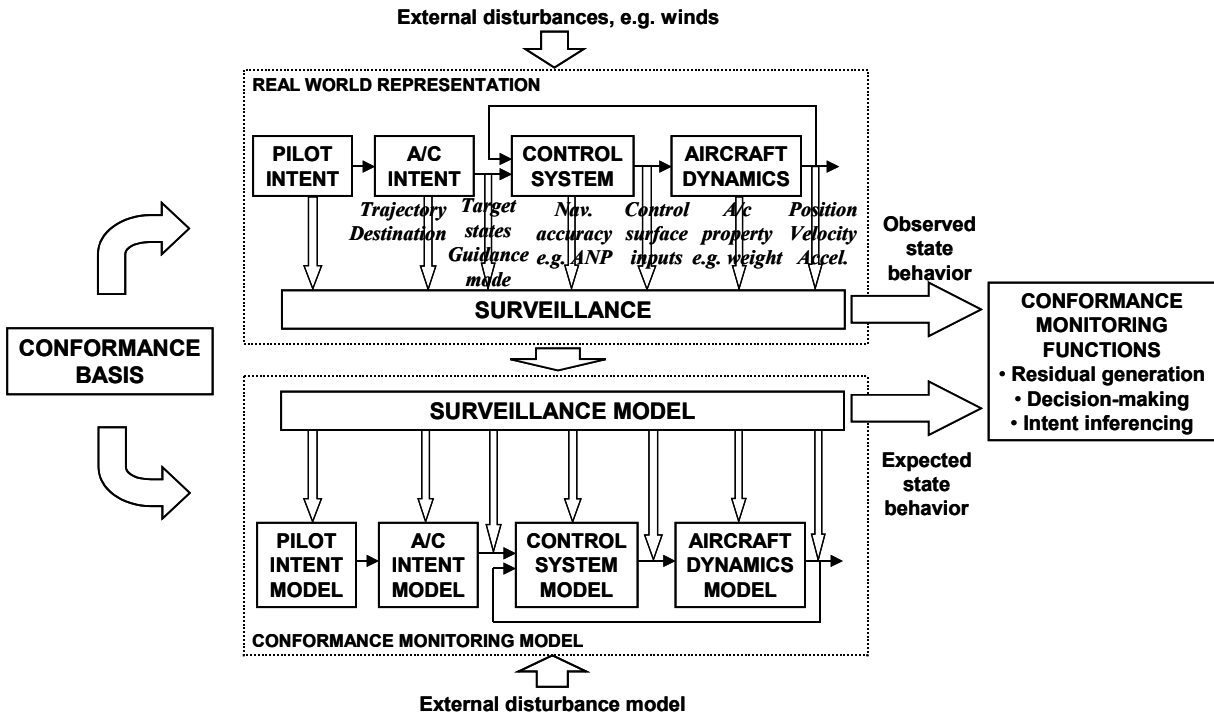 External disturbances, e.g. winds
REAL WORLD REPRESENTATION
PILOT
INTENT
A/C
INTENT
CONTROL
SYSTEM
AIRCRAFT
DYNAMICS
Trajectory
Destination
Target
states
Guidance
mode
Nav.
accuracy
e.g. ANP
Control
surface
inputs
A/c
property
e.g. weight
Position
Velocity
Accel.
SURVEILLANCE
Observed
state
behavior
CONFORMANCE
BASIS
CONFORMANCE
MONITORING
FUNCTIONS
• Residual generation
• Decision-making
• Intent inferencing
SURVEILLANCE MODEL
Expected
state
behavior
PILOT
INTENT
MODEL
A/C
INTENT
MODEL
CONTROL
SYSTEM
MODEL
AIRCRAFT
DYNAMICS
MODEL
CONFORMANCE MONITORING MODEL
External disturbance model